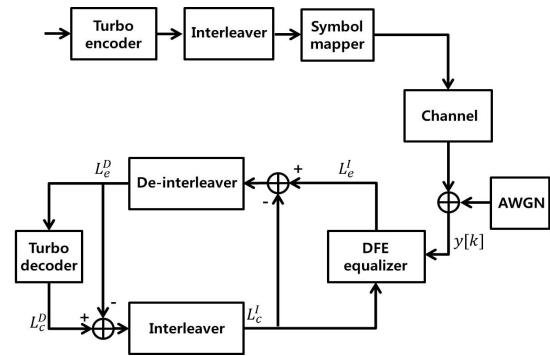 Turbo
encoder
Interleaver
Symbol
mapper
Channel
AWGN
y[k]
DFE
equalizer
L_e^I
+
-
De-interleaver
L_e^D
Turbo
decoder
L_c^D
+
-
Interleaver
L_c^I